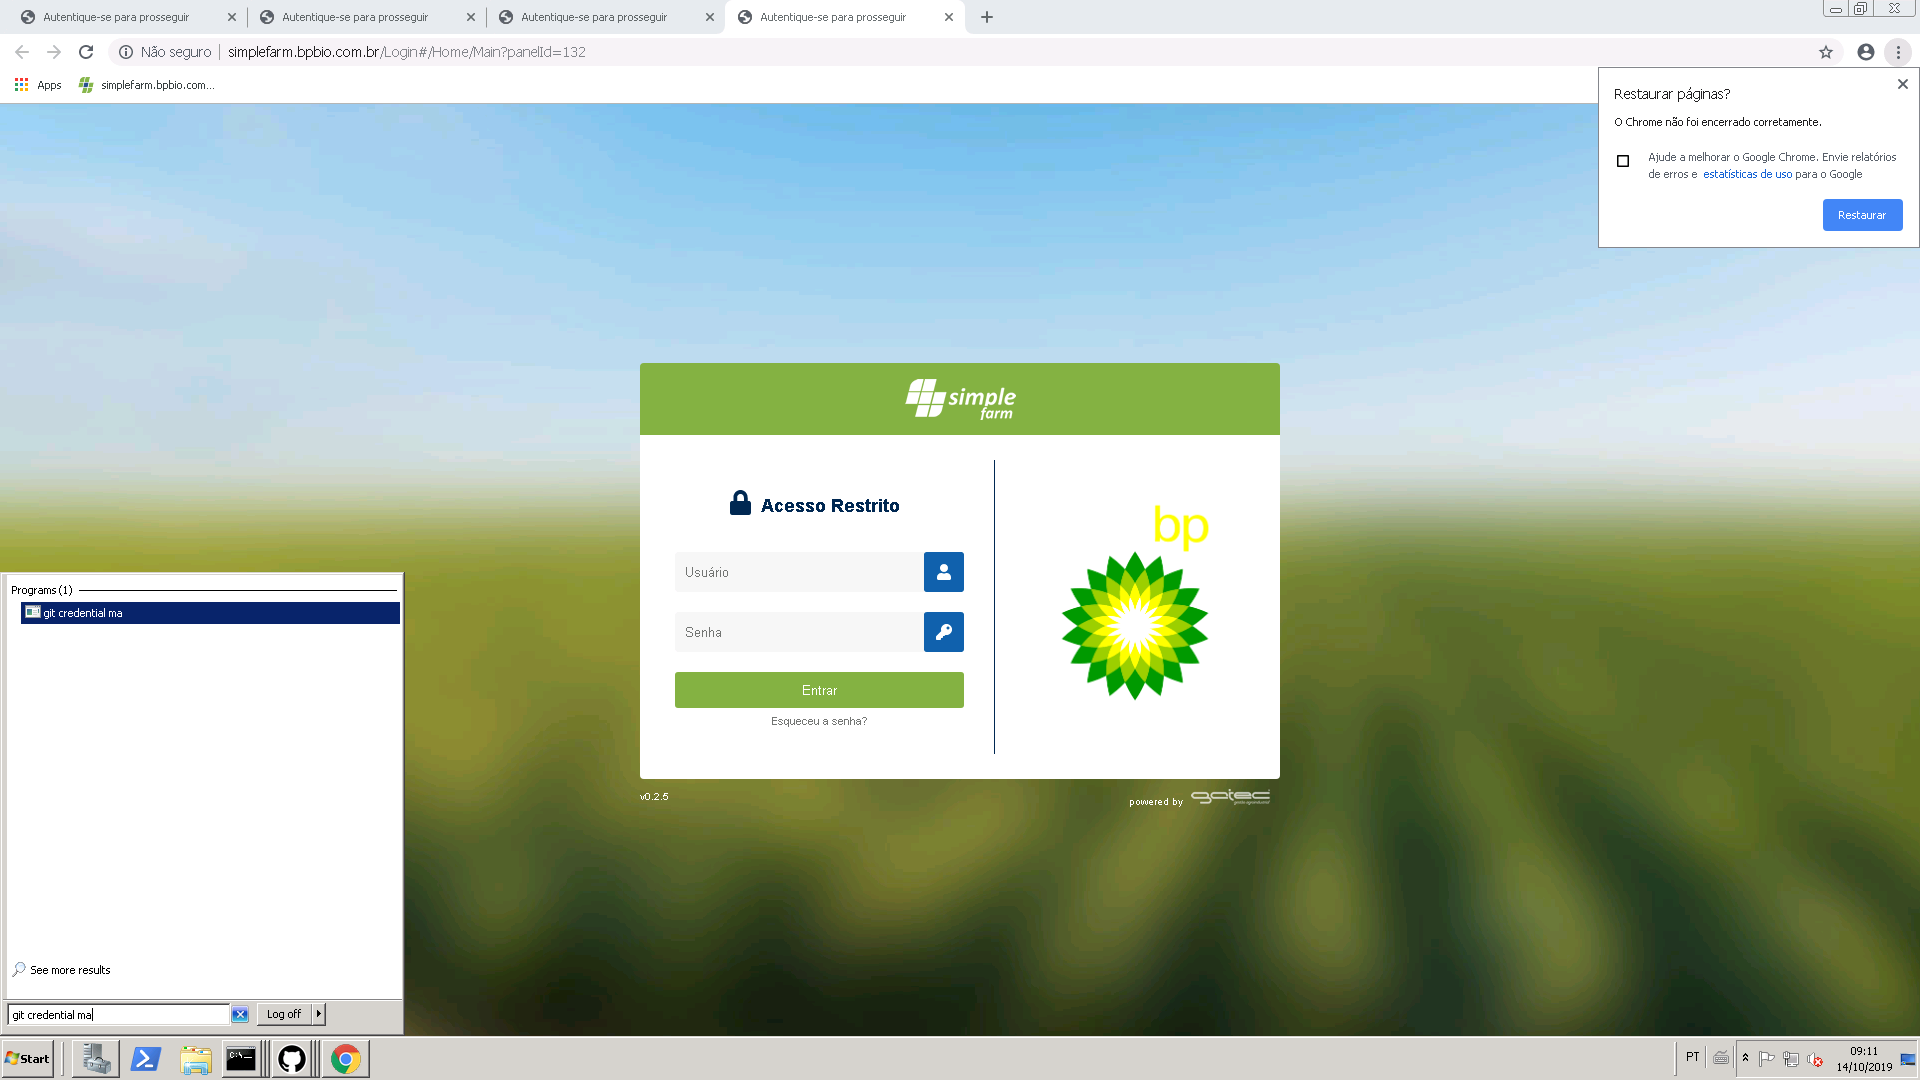 Autentique-se para prosseguir
Autentique-se para prosseguir
Autentique-se para prosseguir
Autentique-se para prosseguir
Não seguro
simplefarm.bpbio.com.br/Login#/Home/Main?panelId=132
Apps
simplefarm.bpbio.com...
Restaurar páginas?
O Chrome não foi encerrado corretamente.
Ajude a melhorar o Google Chrome. Envie relatórios
de erros e estatísticas de uso para o Google
Restaurar
simple
farm
Acesso Restrito
Usuário
Senha
Entrar
Esqueceu a senha?
bp
v0.2.5
powered by
gatec
Programs (1)
git credential ma
See more results
git credential ma
Log off
Start
C:\
PT
09:11
14/10/2019